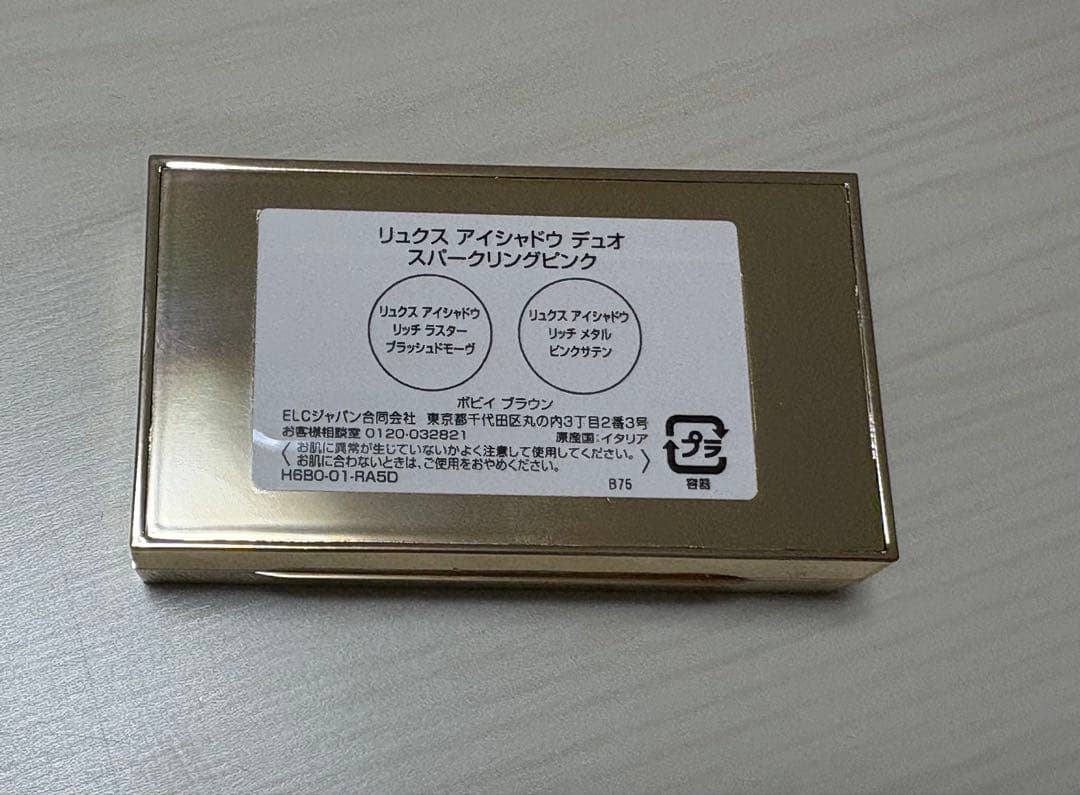 リュクス アイシャドウ デュオ
スパークリングピンク
リュクス アイシャドウ
リッチ ラスター
ブラッシュドモーヴ
リュクス アイシャドウ
リッチ メタル
ピンクサテン
ボビイ ブラウン
ELCジャパン合同会社 東京都千代田区丸の内3丁目2番3号
お客様相談室 0120-032821 原産国:イタリア
〈お肌に異常が生じていないかよく注意して使用してください。
お肌に合わないときは、ご使用をおやめください。〉
H6B0-01-RA5D
B75
プラ
容器